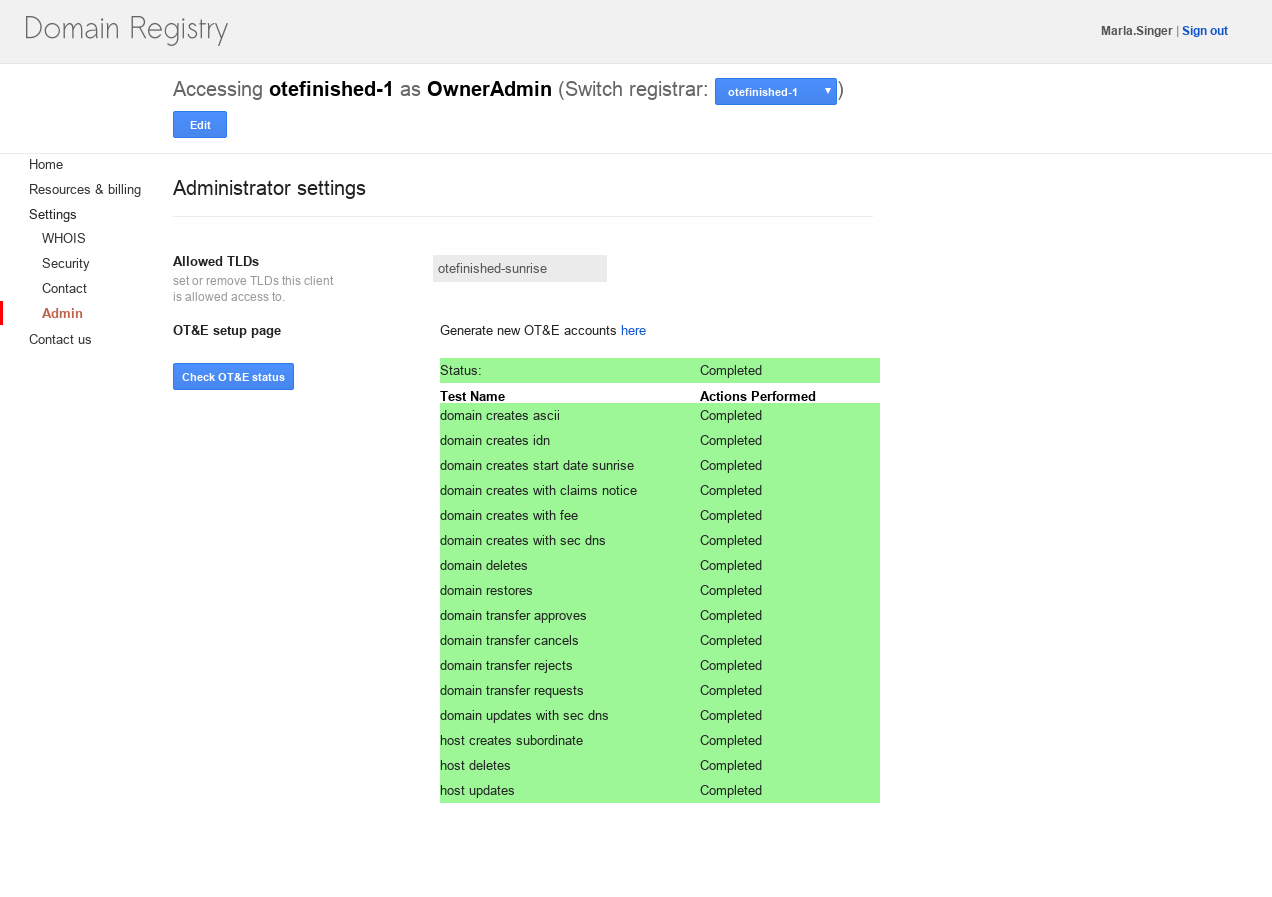 Domain Registry
Marla.Singer | Sign out
Accessing otefinished-1 as OwnerAdmin (Switch registrar: otefinished-1 ▼)
Edit
Home
Resources & billing
Settings
WHOIS
Security
Contact
Admin
Contact us
Administrator settings
Allowed TLDs
set or remove TLDs this client
is allowed access to.
otefinished-sunrise
OT&E setup page
Generate new OT&E accounts here
Check OT&E status
Status: Completed
Test Name Actions Performed
domain creates ascii Completed
domain creates idn Completed
domain creates start date sunrise Completed
domain creates with claims notice Completed
domain creates with fee Completed
domain creates with sec dns Completed
domain deletes Completed
domain restores Completed
domain transfer approves Completed
domain transfer cancels Completed
domain transfer rejects Completed
domain transfer requests Completed
domain updates with sec dns Completed
host creates subordinate Completed
host deletes Completed
host updates Completed